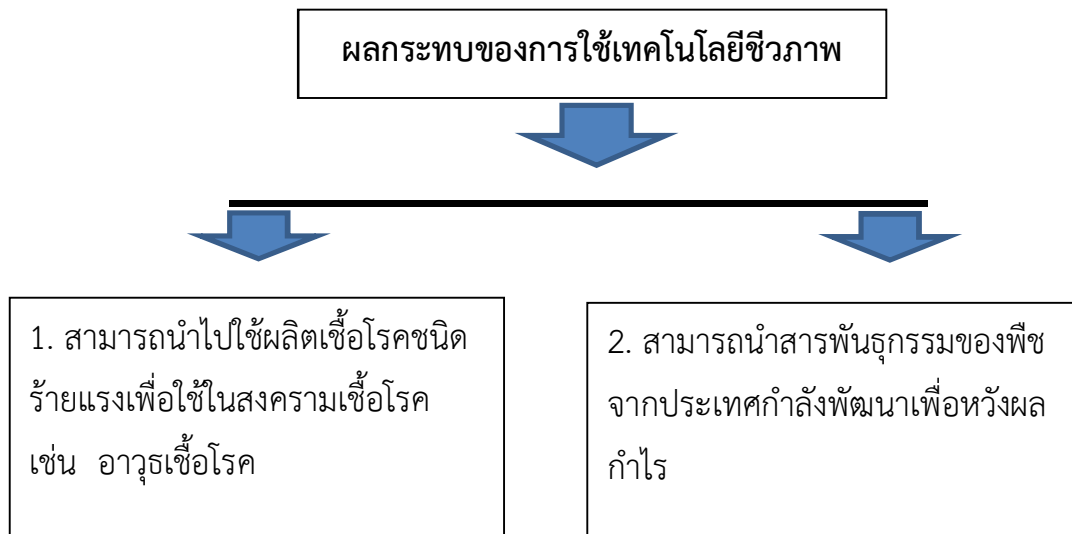 ผลกระทบของการใช้เทคโนโลยีชีวภาพ
1. สามารถนำไปใช้ผลิตเชื้อโรคชนิด
ร้ายแรงเพื่อใช้ในสงครามเชื้อโรค
เช่น อาวุธเชื้อโรค
2. สามารถนำสารพันธุกรรมของพืช
จากประเทศกำลังพัฒนาเพื่อหวังผล
กำไร